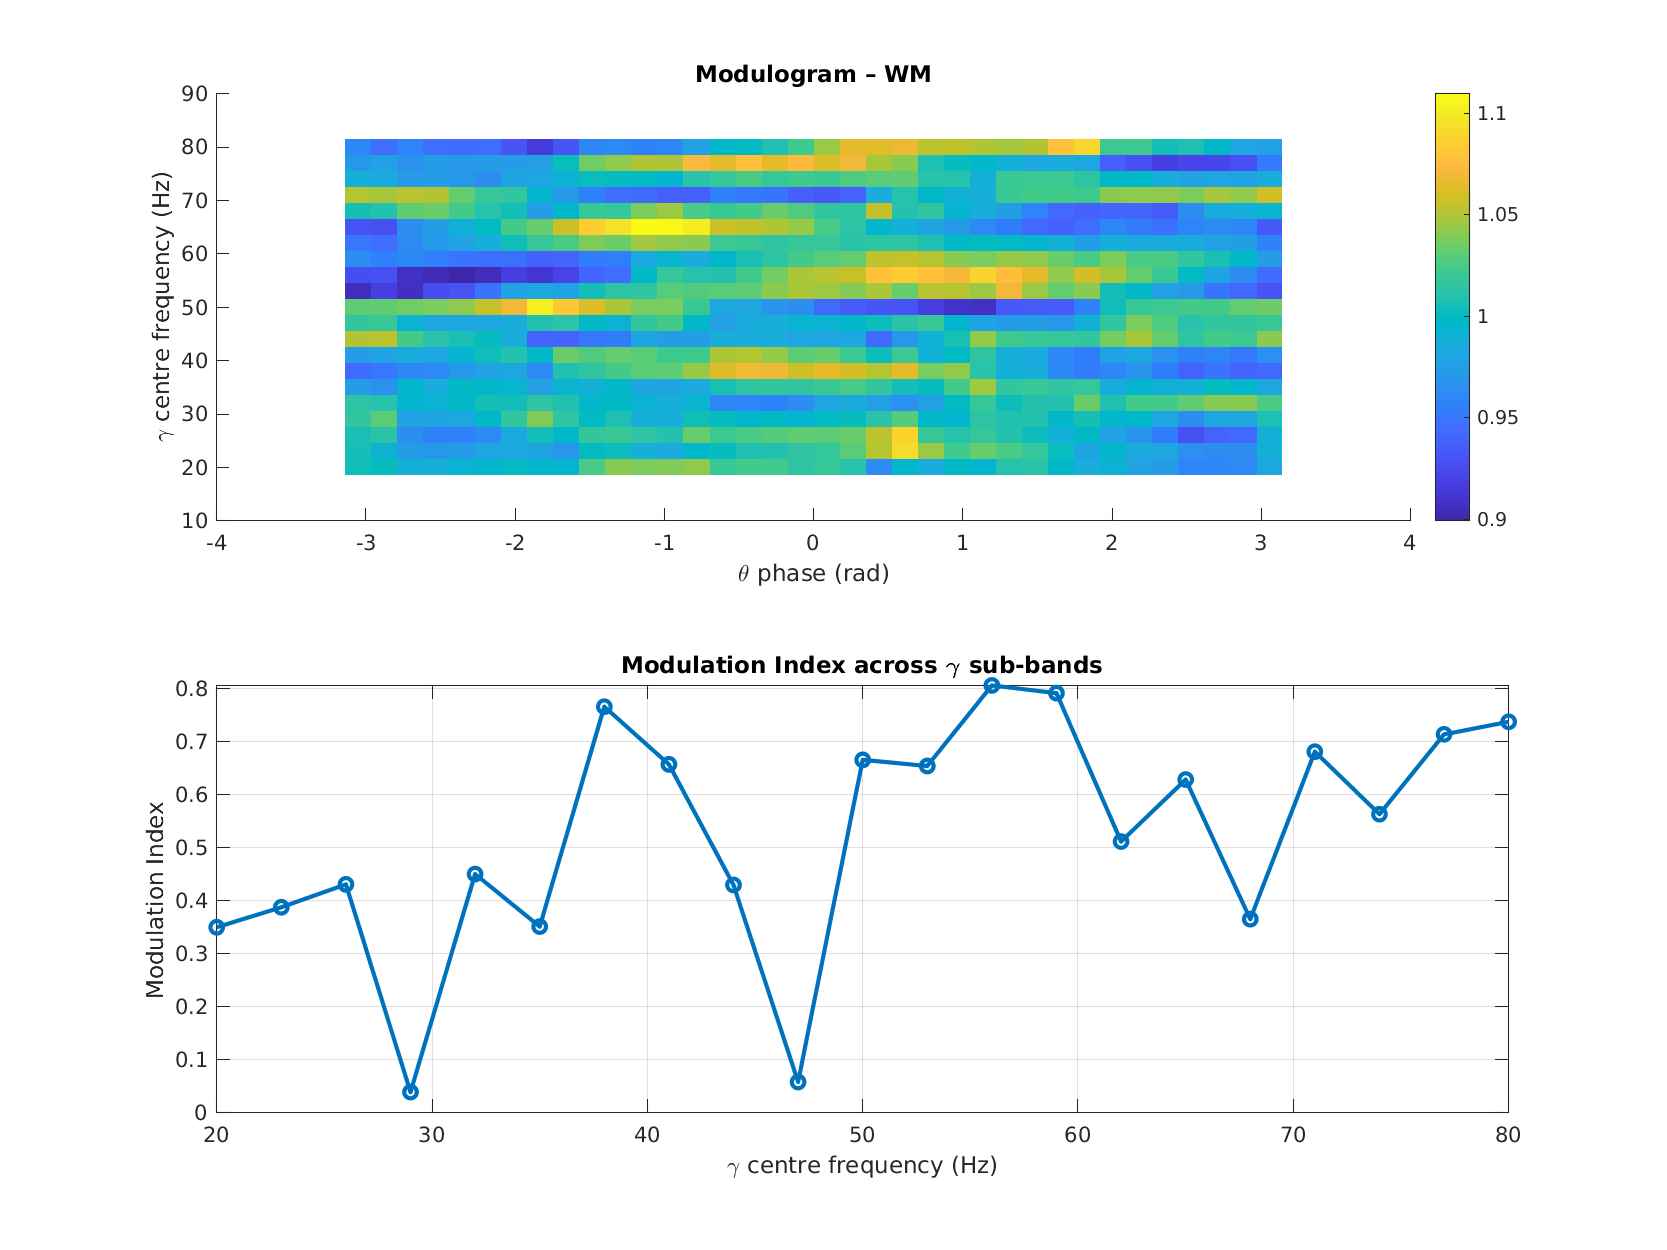 Modulogram – WM
90
80
70
60
50
40
30
20
10
γ centre frequency (Hz)
-4 -3 -2 -1 0 1 2 3 4
θ phase (rad)
1.1
1.05
1
0.95
0.9
Modulation Index across γ sub-bands
0.8
0.7
0.6
0.5
0.4
0.3
0.2
0.1
0
Modulation Index
20 30 40 50 60 70 80
γ centre frequency (Hz)